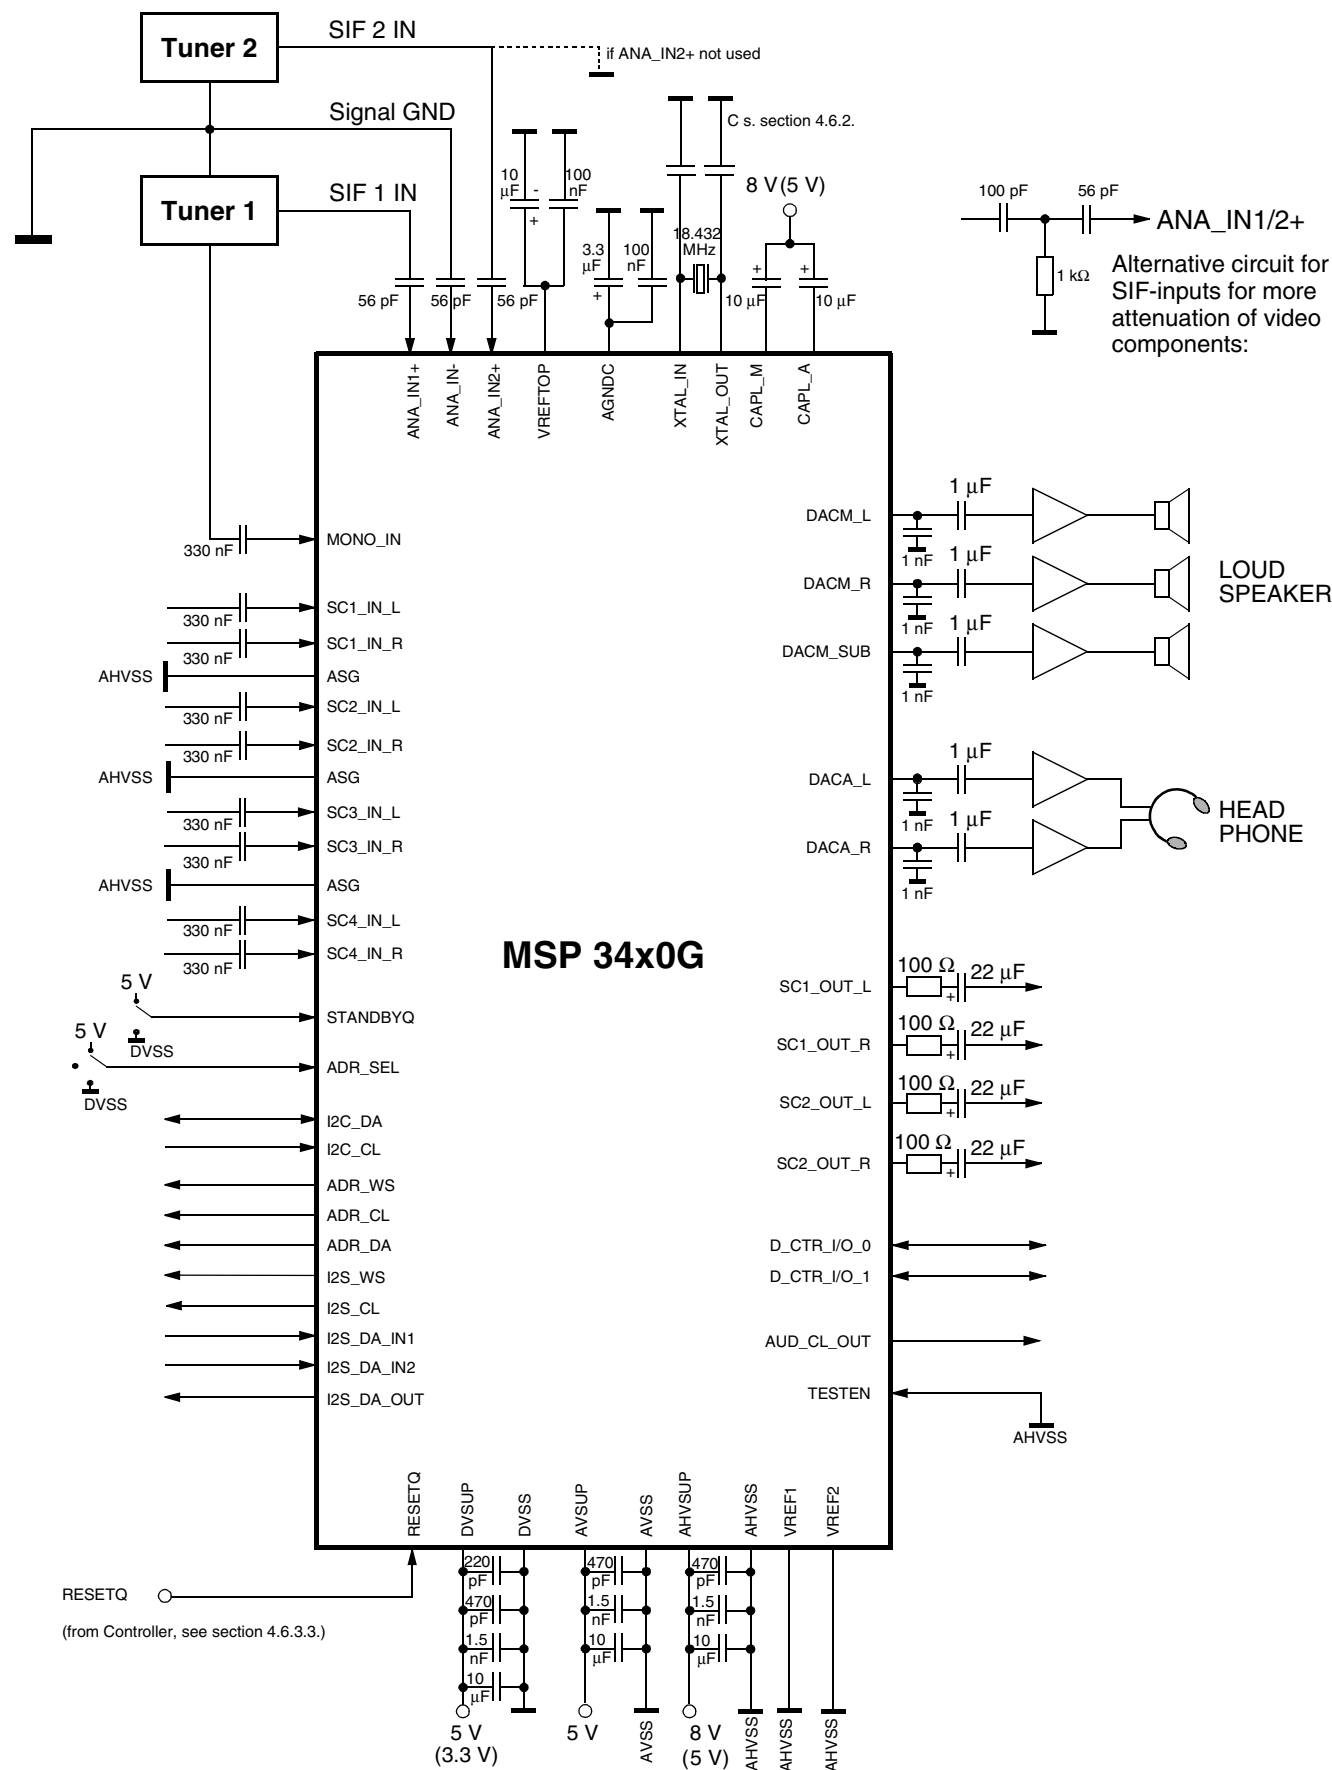 SIF 2 IN
Tuner 2
if ANA_IN2+ not used
Signal GND
C s. section 4.6.2.
10
µF
-
+
100
nF
8 V(5 V)
SIF 1 IN
Tuner 1
100 pF
56 pF
ANA_IN1/2+
1 kΩ
Alternative circuit for
SIF-inputs for more
attenuation of video
components:
3.3
µF
+
100
nF
18.432
MHz
+
+
56 pF
56 pF
56 pF
10 µF
10 µF
ANA_IN1+
ANA_IN-
ANA_IN2+
VREFTOP
AGNDC
XTAL_IN
XTAL_OUT
CAPL_M
CAPL_A
330 nF
MONO_IN
330 nF
SC1_IN_L
330 nF
SC1_IN_R
AHVSS
ASG
330 nF
SC2_IN_L
330 nF
SC2_IN_R
AHVSS
ASG
330 nF
SC3_IN_L
330 nF
SC3_IN_R
AHVSS
ASG
330 nF
SC4_IN_L
330 nF
SC4_IN_R
5 V
STANDBYQ
DVSS
5 V
ADR_SEL
DVSS
I2C_DA
I2C_CL
ADR_WS
ADR_CL
ADR_DA
I2S_WS
I2S_CL
I2S_DA_IN1
I2S_DA_IN2
I2S_DA_OUT
MSP 34x0G
DACM_L
1 µF
1 nF
DACM_R
1 µF
1 nF
DACM_SUB
1 µF
1 nF
LOUD
SPEAKER
DACA_L
1 µF
1 nF
DACA_R
1 µF
1 nF
HEAD
PHONE
SC1_OUT_L
100 Ω
+
22 µF
SC1_OUT_R
100 Ω
+
22 µF
SC2_OUT_L
100 Ω
+
22 µF
SC2_OUT_R
100 Ω
+
22 µF
D_CTR_I/O_0
D_CTR_I/O_1
AUD_CL_OUT
TESTEN
AHVSS
RESETQ
DVSUP
DVSS
AVSUP
AVSS
AHVSUP
AHVSS
VREF1
VREF2
RESETQ
(from Controller, see section 4.6.3.3.)
220
pF
470
pF
1.5
nF
10
µF
5 V
(3.3 V)
470
pF
1.5
nF
10
µF
5 V
AVSS
470
pF
1.5
nF
10
µF
8 V
(5 V)
AHVSS
AHVSS
AHVSS